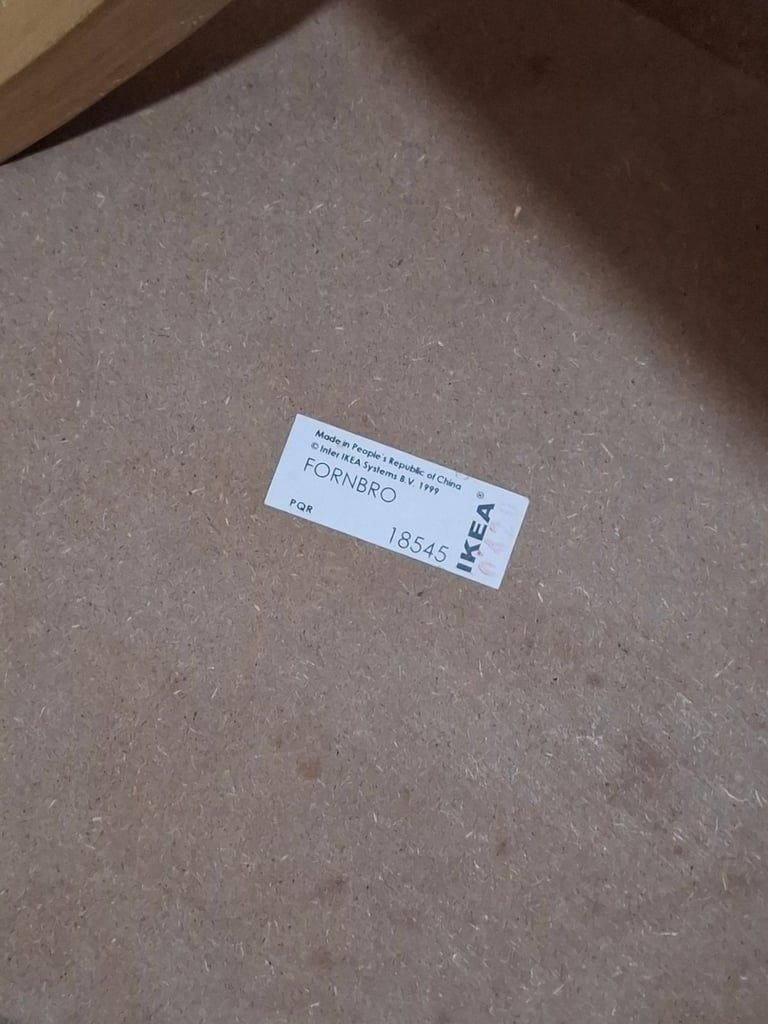 Made in People's Republic of China
© Inter IKEA Systems B.V. 1999
FORNBRO
PQR
18545
IKEA®